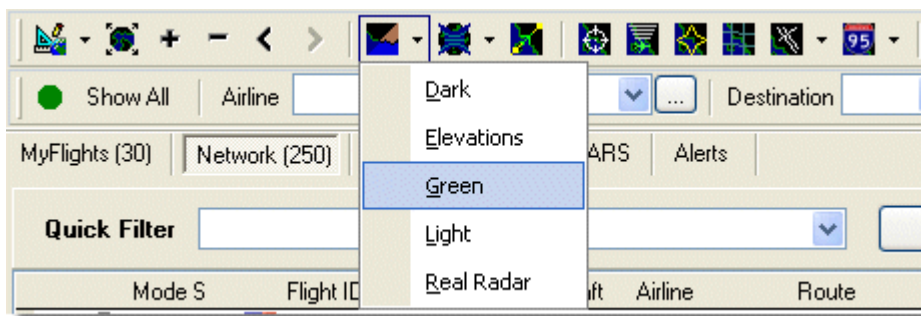 95
Show All Airline ... Destination
Dark
Elevations
MyFlights (30) Network (250) ARS Alerts
Green
Quick Filter
Light
Real Radar
Mode S Flight ID ft Airline Route